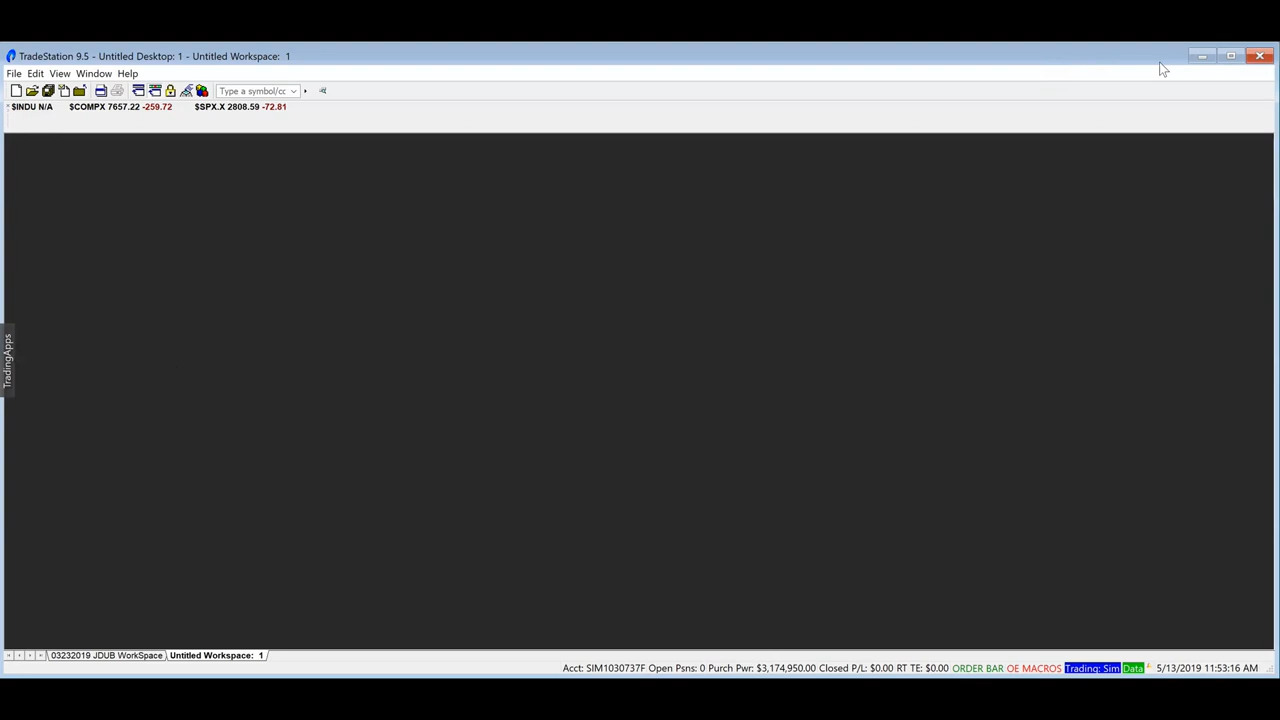 TradeStation 9.5 - Untitled Desktop: 1 - Untitled Workspace: 1
File Edit View Window Help
Type a symbol/cc
$INDU N/A $COMPX 7657.22 -259.72 $SPX.X 2808.59 -72.81
TradingApps
03232019 JDUB WorkSpace Untitled Workspace: 1
Acct: SIM1030737F Open Psns: 0 Purch Pwr: $3,174,950.00 Closed P/L: $0.00 RT TE: $0.00 ORDER BAR OE MACROS Trading: Sim Data 5/13/2019 11:53:16 AM